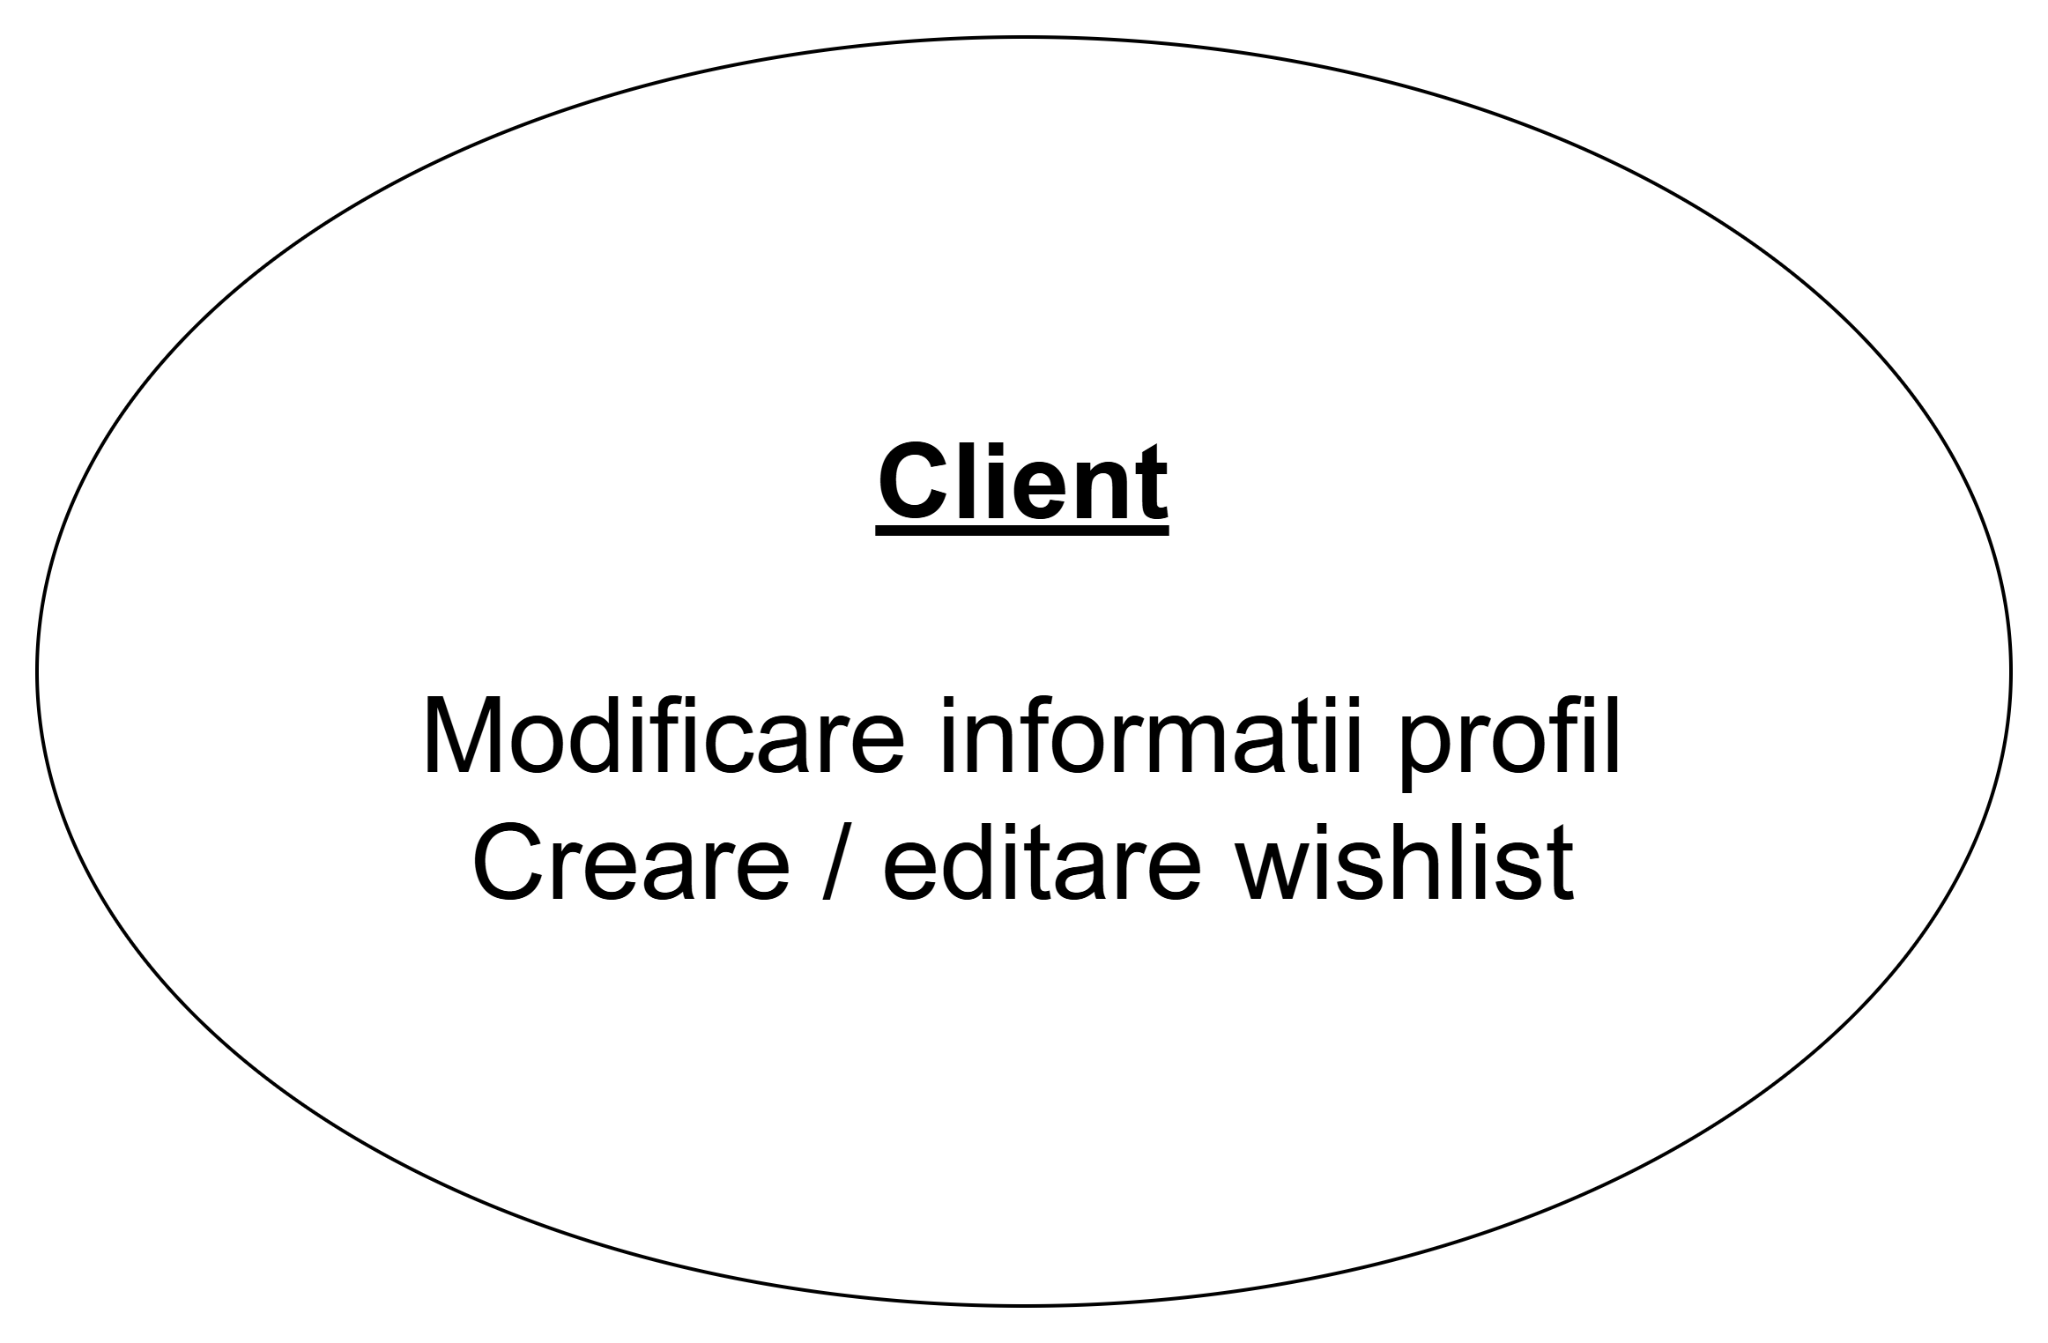 Client
Modificare informatii profil
Creare / editare wishlist